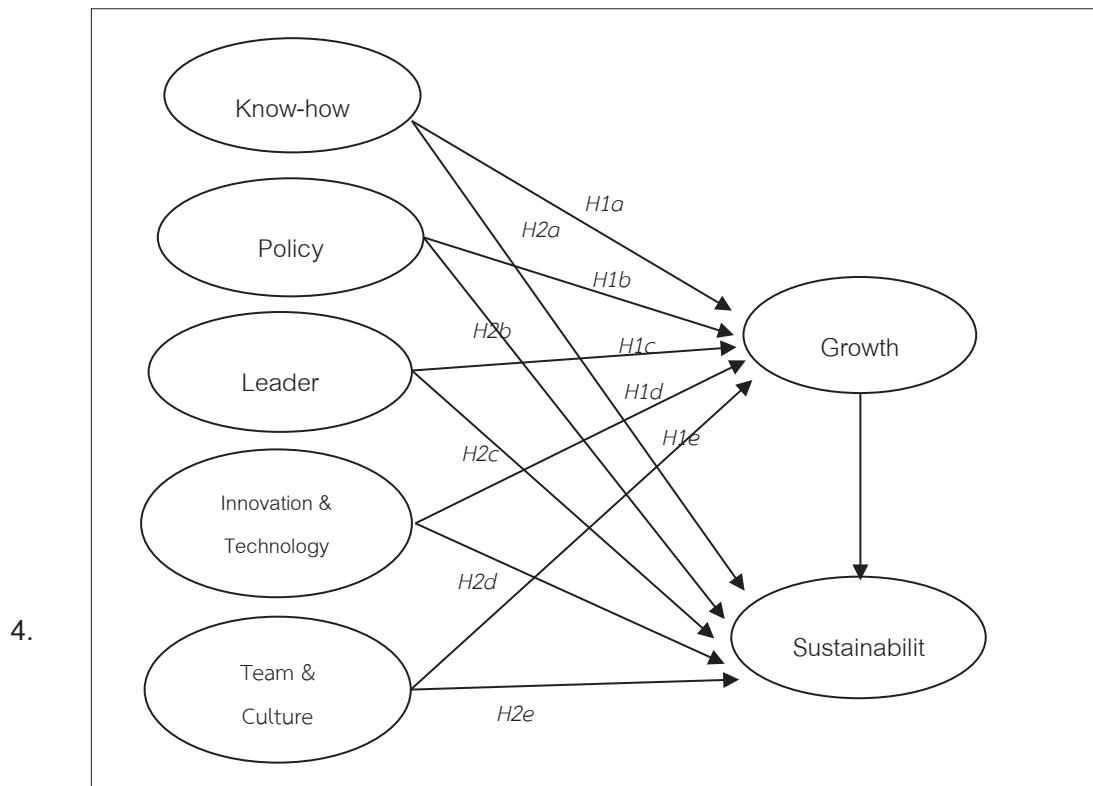 Know-how
H1a
H2a
Policy
H1b
H2b
Growth
H1c
Leader
H1d
H1e
H2c
Innovation &
Technology
H2d
4.
Sustainabilit
Team &
Culture
H2e